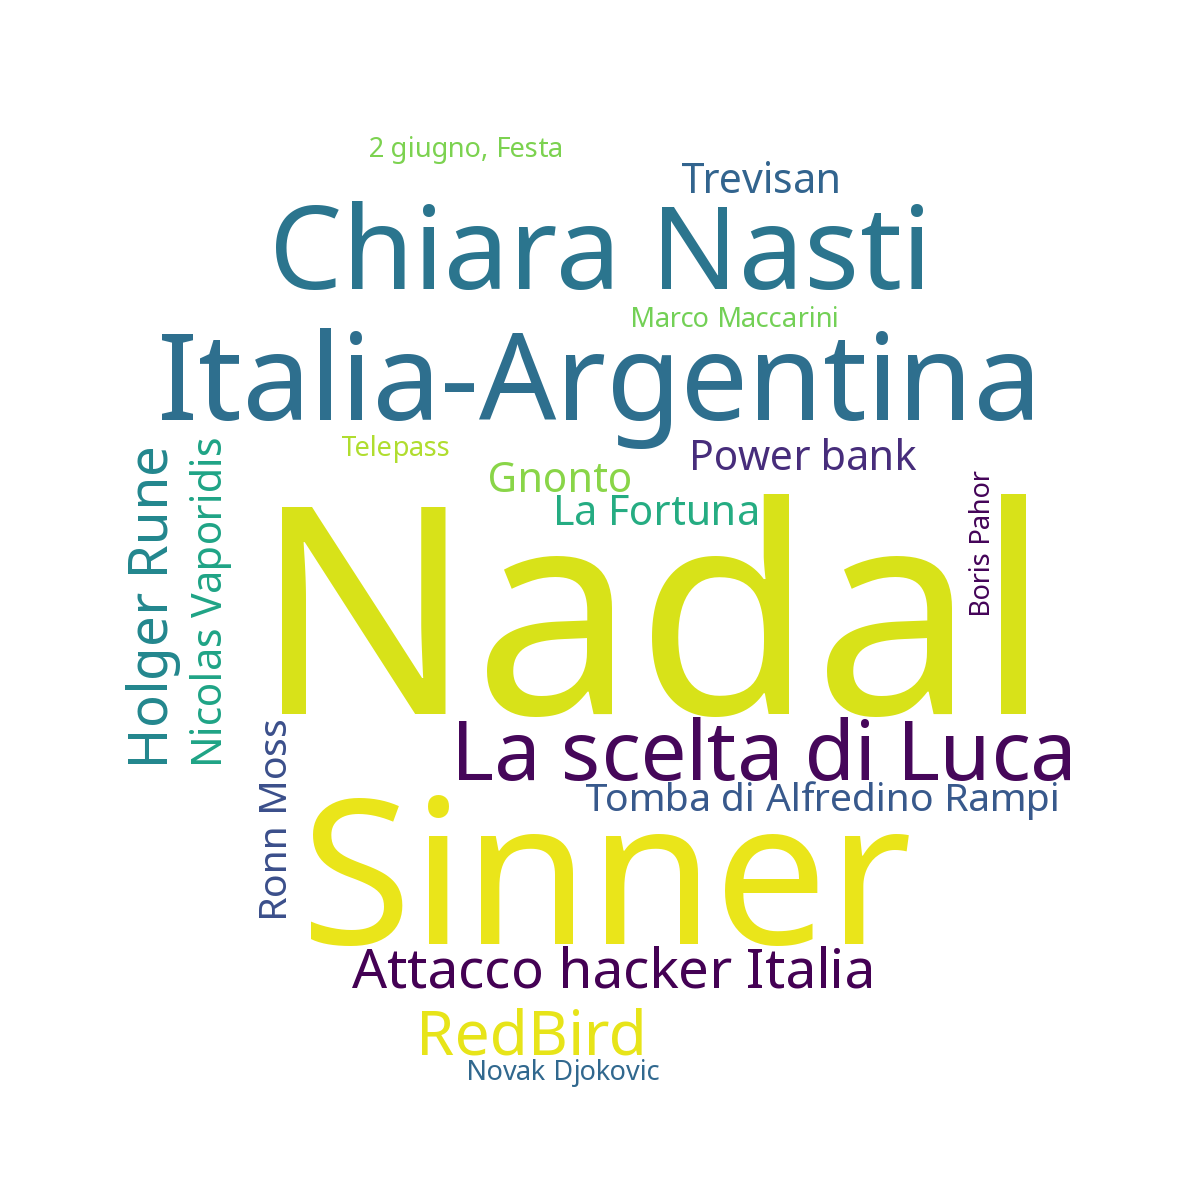 2 giugno, Festa
Trevisan
Chiara Nasti
Marco Maccarini
Italia-Argentina
Telepass
Power bank
Gnonto
La Fortuna
Holger Rune
Nicolas Vaporidis
Boris Pahor
Nadal
La scelta di Luca
Ronn Moss
Tomba di Alfredino Rampi
Sinner
Attacco hacker Italia
RedBird
Novak Djokovic